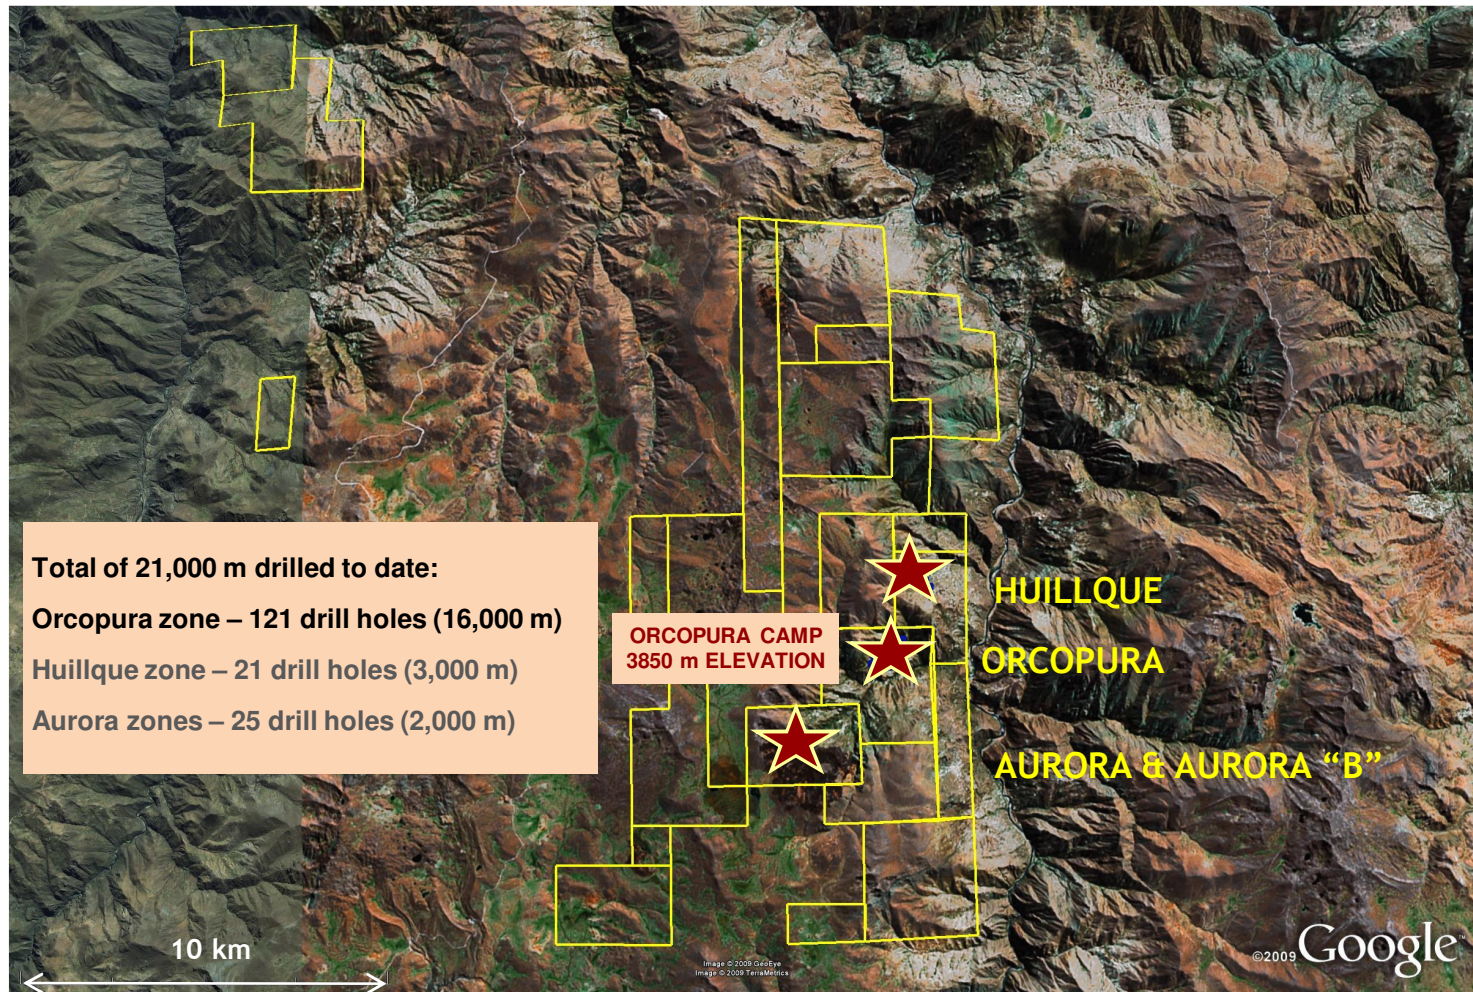 Total of 21,000 m drilled to date:
Orcopura zone – 121 drill holes (16,000 m)
Huillque zone – 21 drill holes (3,000 m)
Aurora zones – 25 drill holes (2,000 m)
ORCOPURA CAMP
3850 m ELEVATION
HUILLQUE
ORCOPURA
AURORA & AURORA “B”
10 km
Image © 2009 GeoEye
Image © 2009 TerraMetrics
©2009 Google™